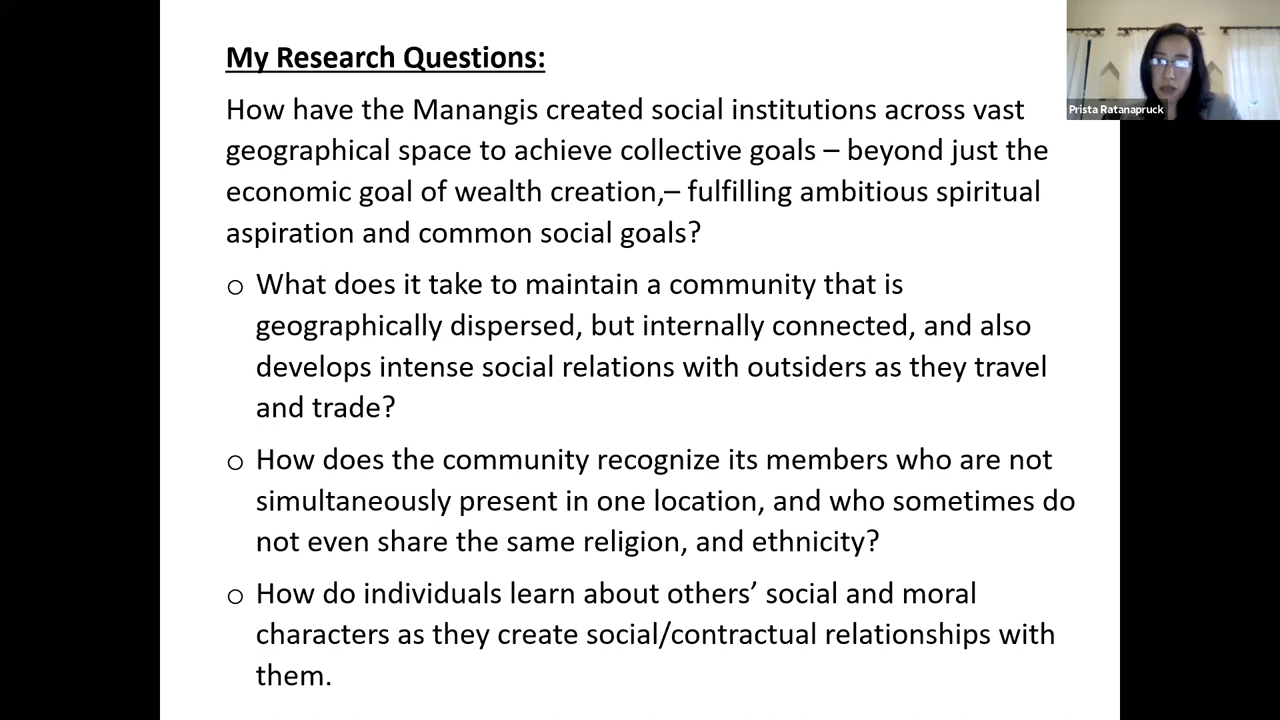 My Research Questions:
How have the Manangis created social institutions across vast
geographical space to achieve collective goals – beyond just the
economic goal of wealth creation,– fulfilling ambitious spiritual
aspiration and common social goals?
o What does it take to maintain a community that is
geographically dispersed, but internally connected, and also
develops intense social relations with outsiders as they travel
and trade?
o How does the community recognize its members who are not
simultaneously present in one location, and who sometimes do
not even share the same religion, and ethnicity?
o How do individuals learn about others’ social and moral
characters as they create social/contractual relationships with
them.
Prista Ratanapruck